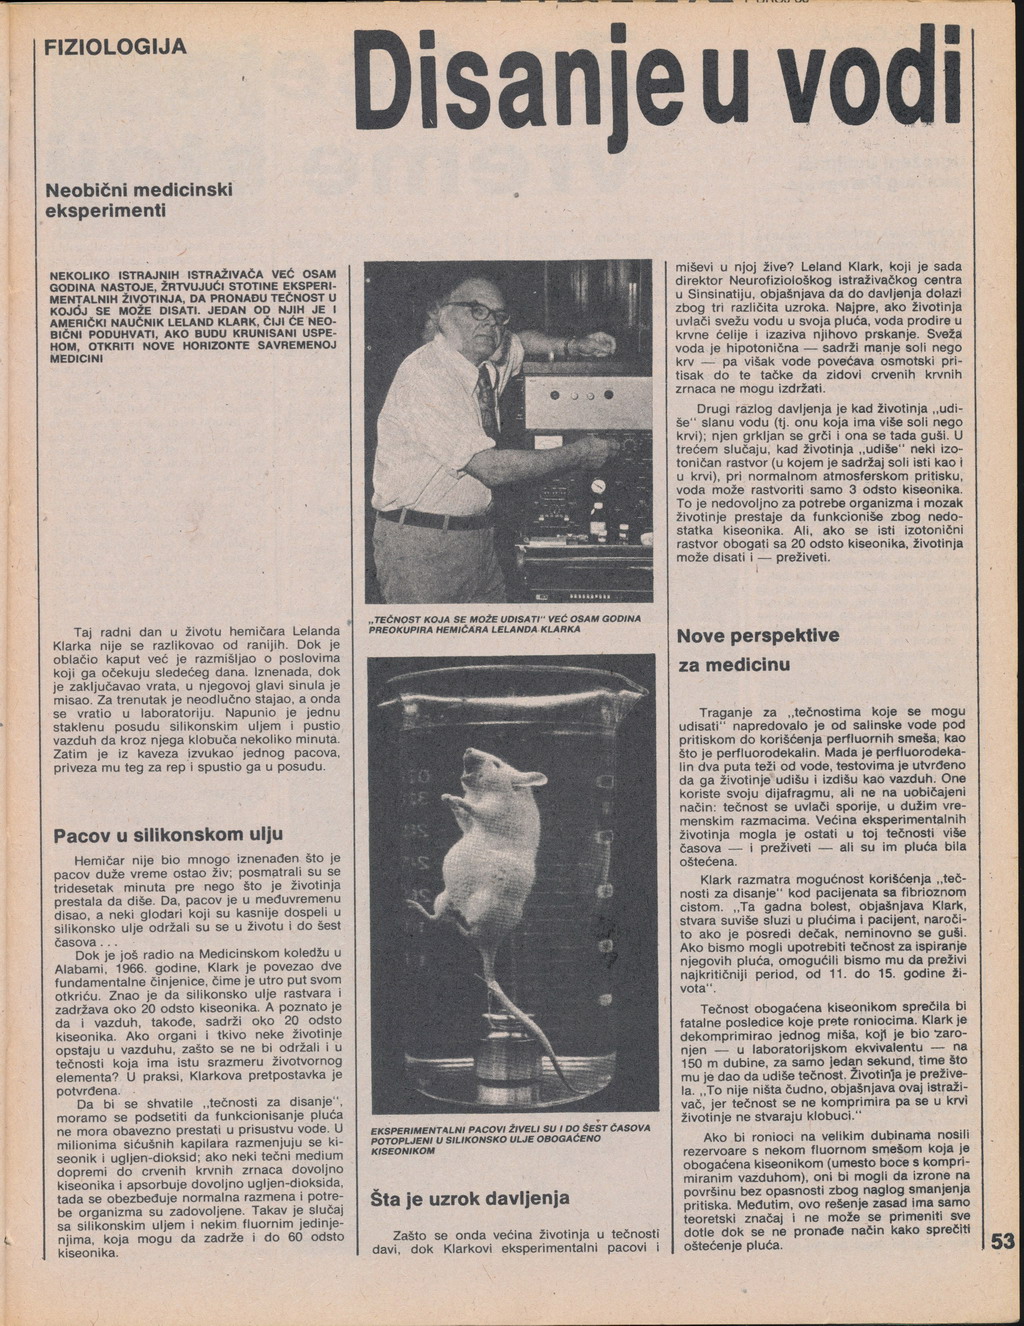 FIZIOLOGIJA
Disanje u vodi
Neobični medicinski
eksperimenti
NEKOLIKO ISTRAJNIH ISTRAŽIVAČA VEĆ OSAM
GODINA NASTOJE, ŽRTVUJUĆI STOTINE EKSPERI-
MENTALNIH ŽIVOTINJA, DA PRONAĐU TEČNOST U
KOJOJ SE MOŽE DISATI. JEDAN OD NJIH JE I
AMERIČKI NAUČNIK LELAND KLARK, ČIJI ĆE NEO-
BIČNI PODUHVATI, AKO BUDU KRUNISANI USPE-
HOM, OTKRITI NOVE HORIZONTE SAVREMENOJ
MEDICINI
Taj radni dan u životu hemičara Lelanda
Klarka nije se razlikovao od ranijih. Dok je
oblačio kaput već je razmišljao o poslovima
koji ga očekuju sledećeg dana. Iznenada, dok
je zaključavao vrata, u njegovoj glavi sinula je
misao. Za trenutak je neodlučno stajao, a onda
se vratio u laboratoriju. Napunio je jednu
staklenu posudu silikonskim uljem i pustio
vazduh da kroz njega klobuča nekoliko minuta.
Zatim je iz kaveza izvukao jednog pacova,
priveza mu teg za rep i spustio ga u posudu.
Pacov u silikonskom ulju
Hemičar nije bio mnogo iznenađen što je
pacov duže vreme ostao živ; posmatrali su se
tridesetak minuta pre nego što je životinja
prestala da diše. Da, pacov je u međuvremenu
disao, a neki glodari koji su kasnije dospeli u
silikonsko ulje održali su se u životu i do šest
časova . . .
Dok je još radio na Medicinskom koledžu u
Alabami, 1966. godine, Klark je povezao dve
fundamentalne činjenice, čime je utro put svom
otkriću. Znao je da silikonsko ulje rastvara i
zadržava oko 20 odsto kiseonika. A poznato je
da i vazduh, takođe, sadrži oko 20 odsto
kiseonika. Ako organi i tkivo neke životinje
opstaju u vazduhu, zašto se ne bi održali i u
tečnosti koja ima istu srazmeru životvornog
elementa? U praksi, Klarkova pretpostavka je
potvrđena.
Da bi se shvatile „tečnosti za disanje",
moramo se podsetiti da funkcionisanje pluća
ne mora obavezno prestati u prisustvu vode. U
milionima sićušnih kapilara razmenjuju se ki-
seonik i ugljen-dioksid; ako neki tečni medium
dopremi do crvenih krvnih zrnaca dovoljno
kiseonika i apsorbuje dovoljno ugljen-dioksida,
tada se obezbeđuje normalna razmena i potre-
be organizma su zadovoljene. Takav je slučaj
sa silikonskim uljem i nekim fluornim jedinje-
njima, koja mogu da zadrže i do 60 odsto
kiseonika.
„TEČNOST KOJA SE MOŽE UDISATI" VEĆ OSAM GODINA
PREOKUPIRA HEMIČARA LELANDA KLARKA
EKSPERIMENTALNI PACOVI ŽIVELI SU I DO ŠEST ČASOVA
POTOPLJENI U SILIKONSKO ULJE OBOGAĆENO
KISEONIKOM
Šta je uzrok davljenja
Zašto se onda većina životinja u tečnosti
davi, dok Klarkovi eksperimentalni pacovi i
miševi u njoj žive? Leland Klark, koji je sada
direktor Neurofiziološkog istraživačkog centra
u Sinsinatiju, objašnjava da do davljenja dolazi
zbog tri različita uzroka. Najpre, ako životinja
uvlači svežu vodu u svoja pluća, voda prodire u
krvne ćelije i izaziva njihovo prskanje. Sveža
voda je hipotonična — sadrži manje soli nego
krv — pa višak vode povećava osmotski pri-
tisak do te tačke da zidovi crvenih krvnih
zrnaca ne mogu izdržati.
Drugi razlog davljenja je kad životinja „udi-
še" slanu vodu (tj. onu koja ima više soli nego
krvi); njen grkljan se grči i ona se tada guši. U
trećem slučaju, kad životinja „udiše" neki izo-
toničan rastvor (u kojem je sadržaj soli isti kao i
u krvi), pri normalnom atmosferskom pritisku,
voda može rastvoriti samo 3 odsto kiseonika.
To je nedovoljno za potrebe organizma i mozak
životinje prestaje da funkcioniše zbog nedo-
statka kiseonika. Ali, ako se isti izotonični
rastvor obogati sa 20 odsto kiseonika, životinja
može disati i — preživeti.
Nove perspektive
za medicinu
Traganje za „tečnostima koje se mogu
udisati" napredovalo je od salinske vode pod
pritiskom do korišćenja perfluornih smeša, kao
što je perfluorodekalin. Mada je perfluorodeka-
lin dva puta teži od vode, testovima je utvrđeno
da ga životinje udišu i izdišu kao vazduh. One
koriste svoju dijafragmu, ali ne na uobičajeni
način: tečnost se uvlači sporije, u dužim vre-
menskim razmacima. Većina eksperimentalnih
životinja mogla je ostati u toj tečnosti više
časova — i preživeti — ali su im pluća bila
oštećena.
Klark razmatra mogućnost korišćenja „teč-
nosti za disanje" kod pacijenata sa fibrioznom
cistom. „Ta gadna bolest, objašnjava Klark,
stvara suviše sluzi u plućima i pacijent, naroči-
to ako je posredi dečak, neminovno se guši.
Ako bismo mogli upotrebiti tečnost za ispiranje
njegovih pluća, omogućili bismo mu da preživi
najkritičniji period, od 11. do 15. godine ži-
vota".
Tečnost obogaćena kiseonikom sprečila bi
fatalne posledice koje prete roniocima. Klark je
dekomprimirao jednog miša, koji je bio zaro-
njen — u laboratorijskom ekvivalentu — na
150 m dubine, za samo jedan sekund, time što
mu je dao da udiše tečnost. Životinja je prežive-
la. „To nije ništa čudno, objašnjava ovaj istraži-
vač, jer tečnost se ne komprimira pa se u krvi
životinje ne stvaraju klobuci."
Ako bi ronioci na velikim dubinama nosili
rezervoare s nekom fluornom smešom koja je
obogaćena kiseonikom (umesto boce s kompri-
miranim vazduhom), oni bi mogli da izrone na
površinu bez opasnosti zbog naglog smanjenja
pritiska. Međutim, ovo rešenje zasad ima samo
teoretski značaj i ne može se primeniti sve
dotle dok se ne pronađe način kako sprečiti
oštećenje pluća.
53